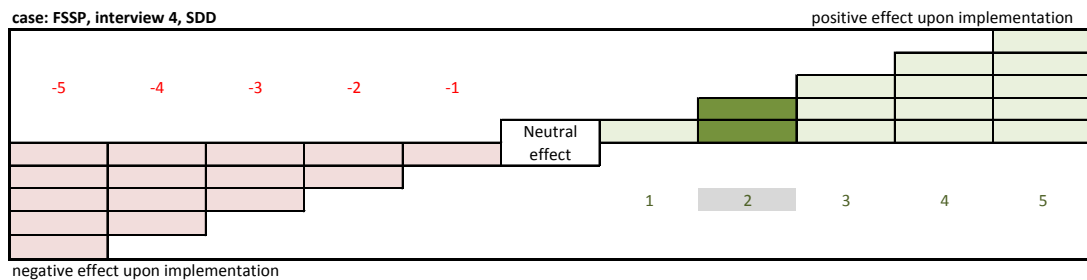 case: FSSP, interview 4, SDD
positive effect upon implementation
-5 -4 -3 -2 -1
Neutral
effect
1 2 3 4 5
negative effect upon implementation